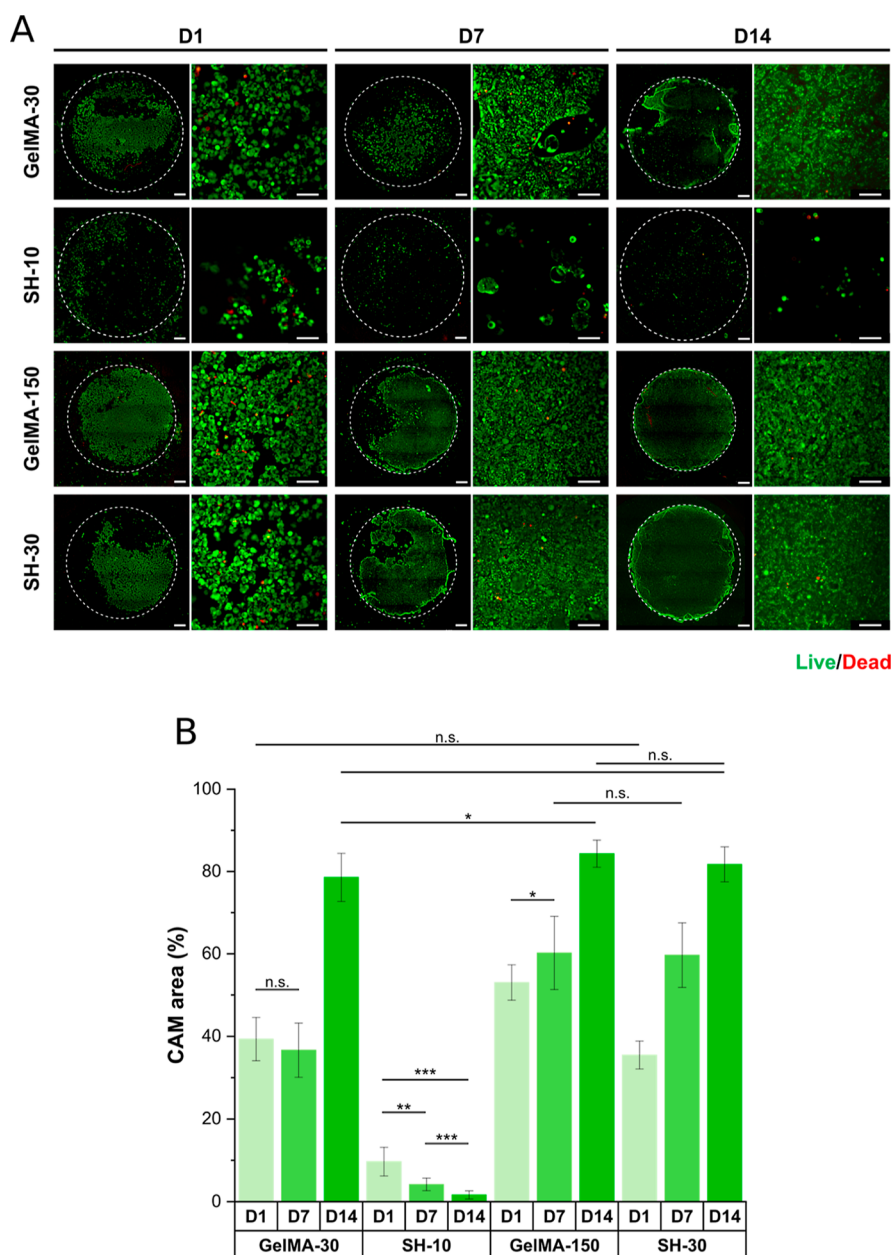 A
D1 D7 D14
GelMA-30
SH-10
GelMA-150
SH-30
Live/Dead
B
n.s.
n.s.
n.s.
*
*
n.s.
***
**
***
100
80
60
40
20
0
CAM area (%)
D1 D7 D14 D1 D7 D14 D1 D7 D14 D1 D7 D14
GelMA-30 SH-10 GelMA-150 SH-30